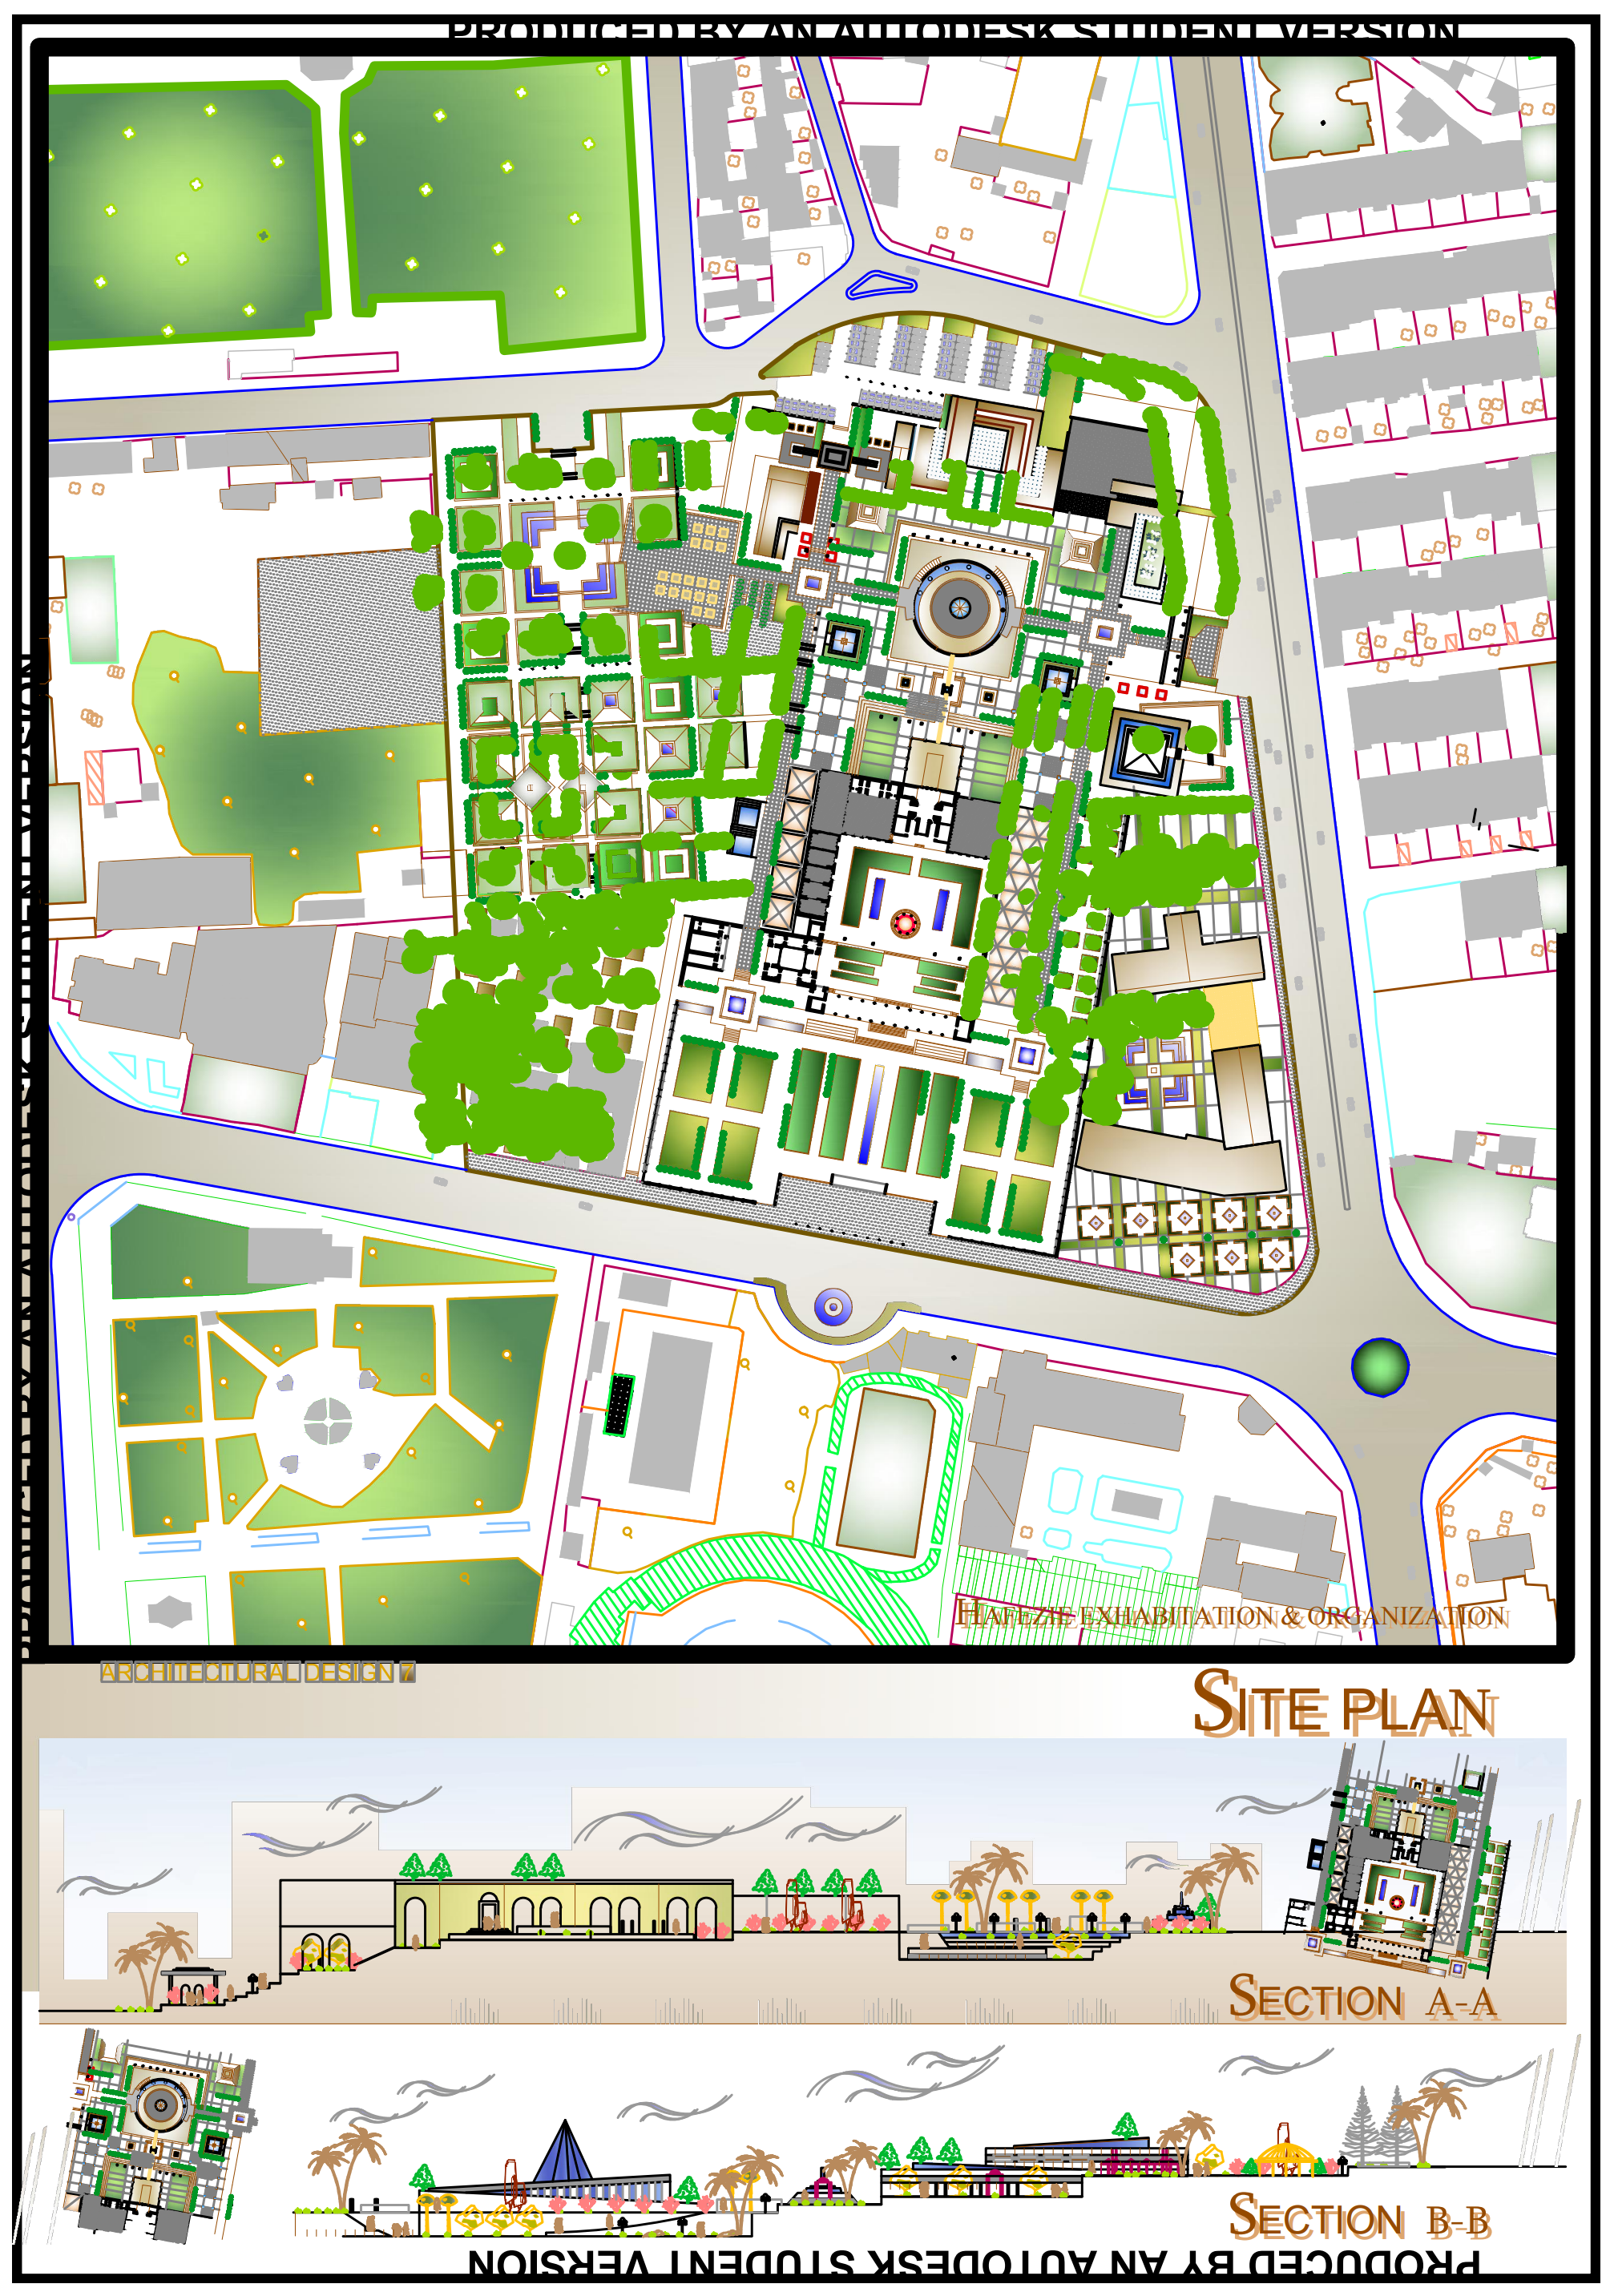 PRODUCED BY AN AUTODESK STUDENT VERSION
PRODUCED BY AN AUTODESK STUDENT VERSION
HAFEZIE EXHABITATION & ORGANIZATION
ARCHITECTURAL DESIGN 7
SITE PLAN
SECTION A-A
SECTION B-B
PRODUCED BY AN AUTODESK STUDENT VERSION